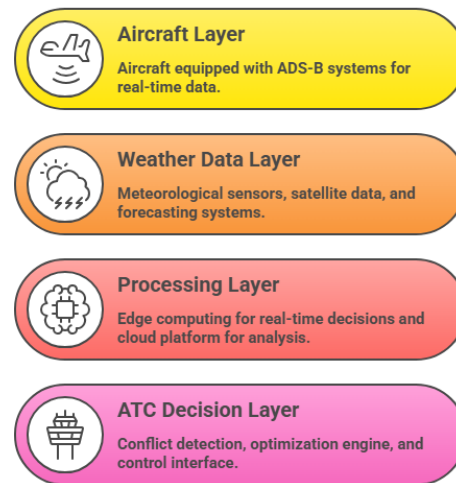 Aircraft Layer
Aircraft equipped with ADS-B systems for
real-time data.
Weather Data Layer
Meteorological sensors, satellite data, and
forecasting systems.
Processing Layer
Edge computing for real-time decisions and
cloud platform for analysis.
ATC Decision Layer
Conflict detection, optimization engine, and
control interface.